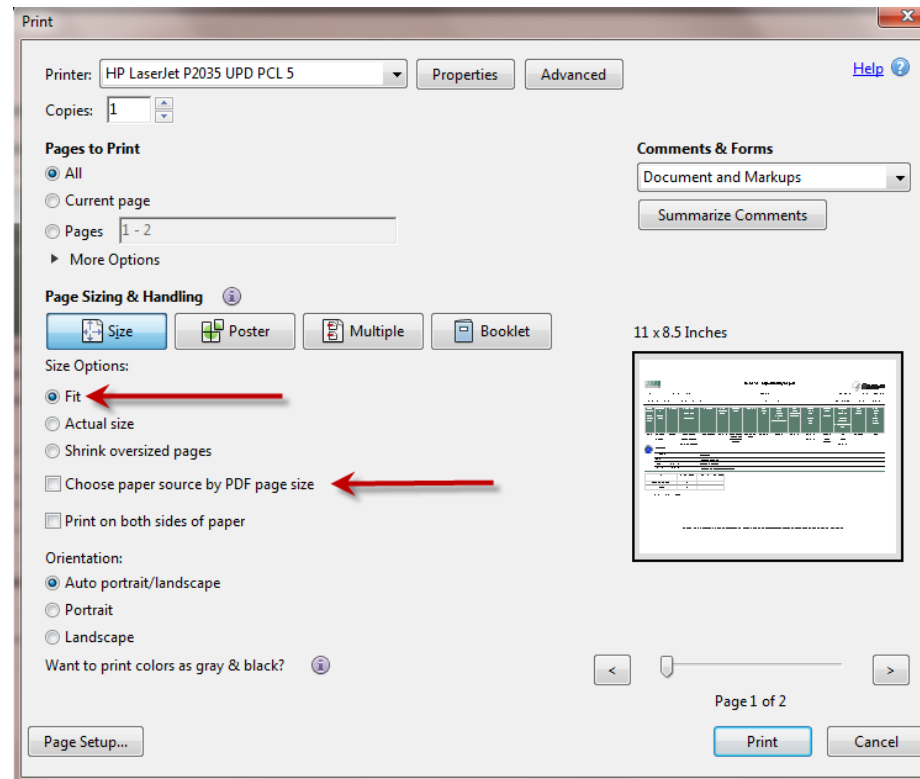 Print
Printer: HP LaserJet P2035 UPD PCL 5 Properties Advanced Help
Copies: 1
Pages to Print
All
Current page
Pages 1 - 2
More Options
Comments & Forms
Document and Markups
Summarize Comments
Page Sizing & Handling
Size Poster Multiple Booklet
Size Options:
Fit
Actual size
Shrink oversized pages
Choose paper source by PDF page size
Print on both sides of paper
Orientation:
Auto portrait/landscape
Portrait
Landscape
Want to print colors as gray & black?
11 x 8.5 Inches
< >
Page 1 of 2
Page Setup... Print Cancel